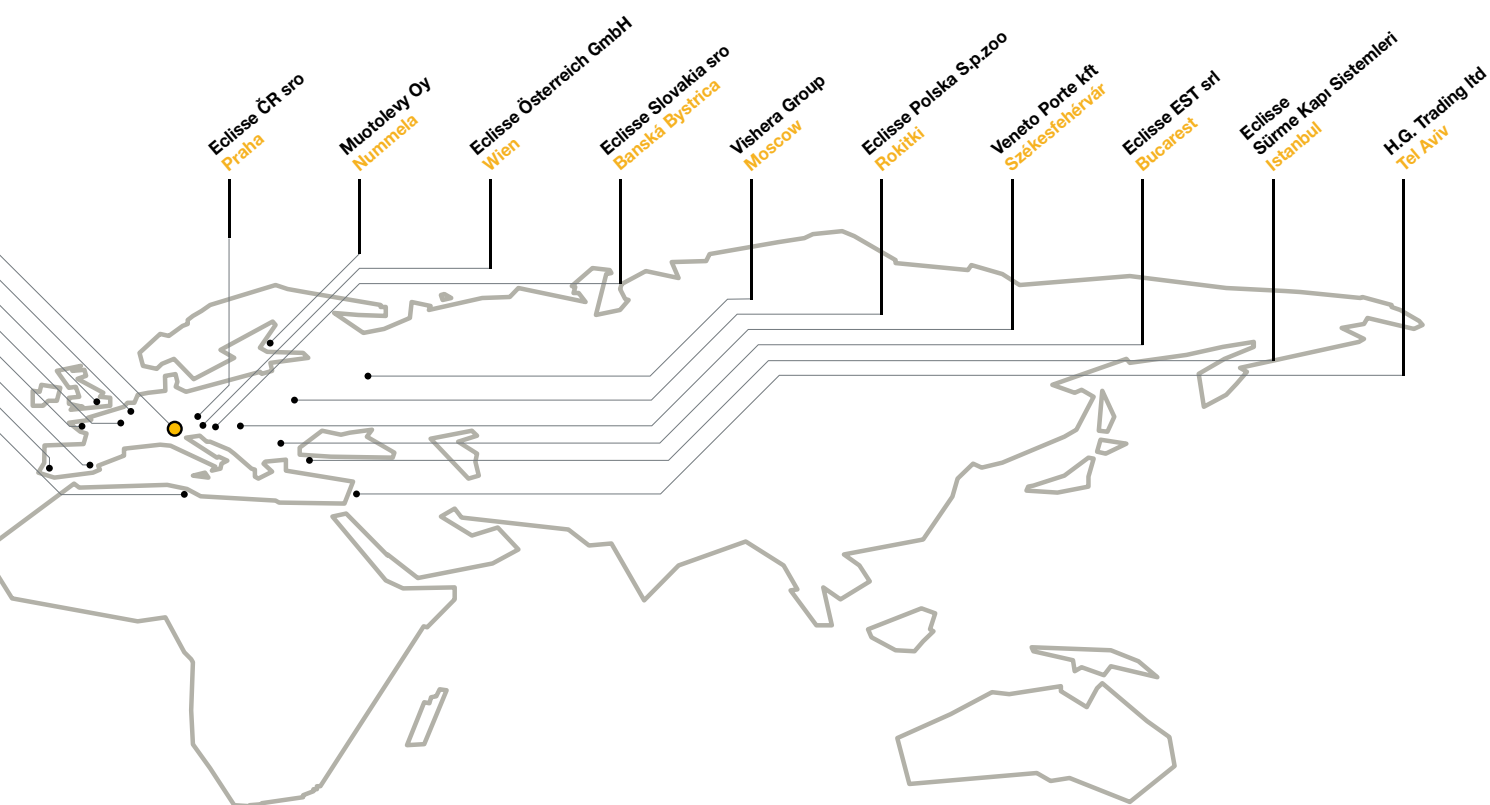 Eclisse ČR sro
Praha
Muotolevy Oy
Nummela
Eclisse Österreich GmbH
Wien
Eclisse Slovakia sro
Banská Bystrica
Vishera Group
Moscow
Eclisse Polska S.p.zoo
Rokitki
Veneto Porte kft
Székesfehérvár
Eclisse EST srl
Bucarest
Eclisse
Sürme Kapı Sistemleri
Istanbul
H.G. Trading ltd
Tel Aviv